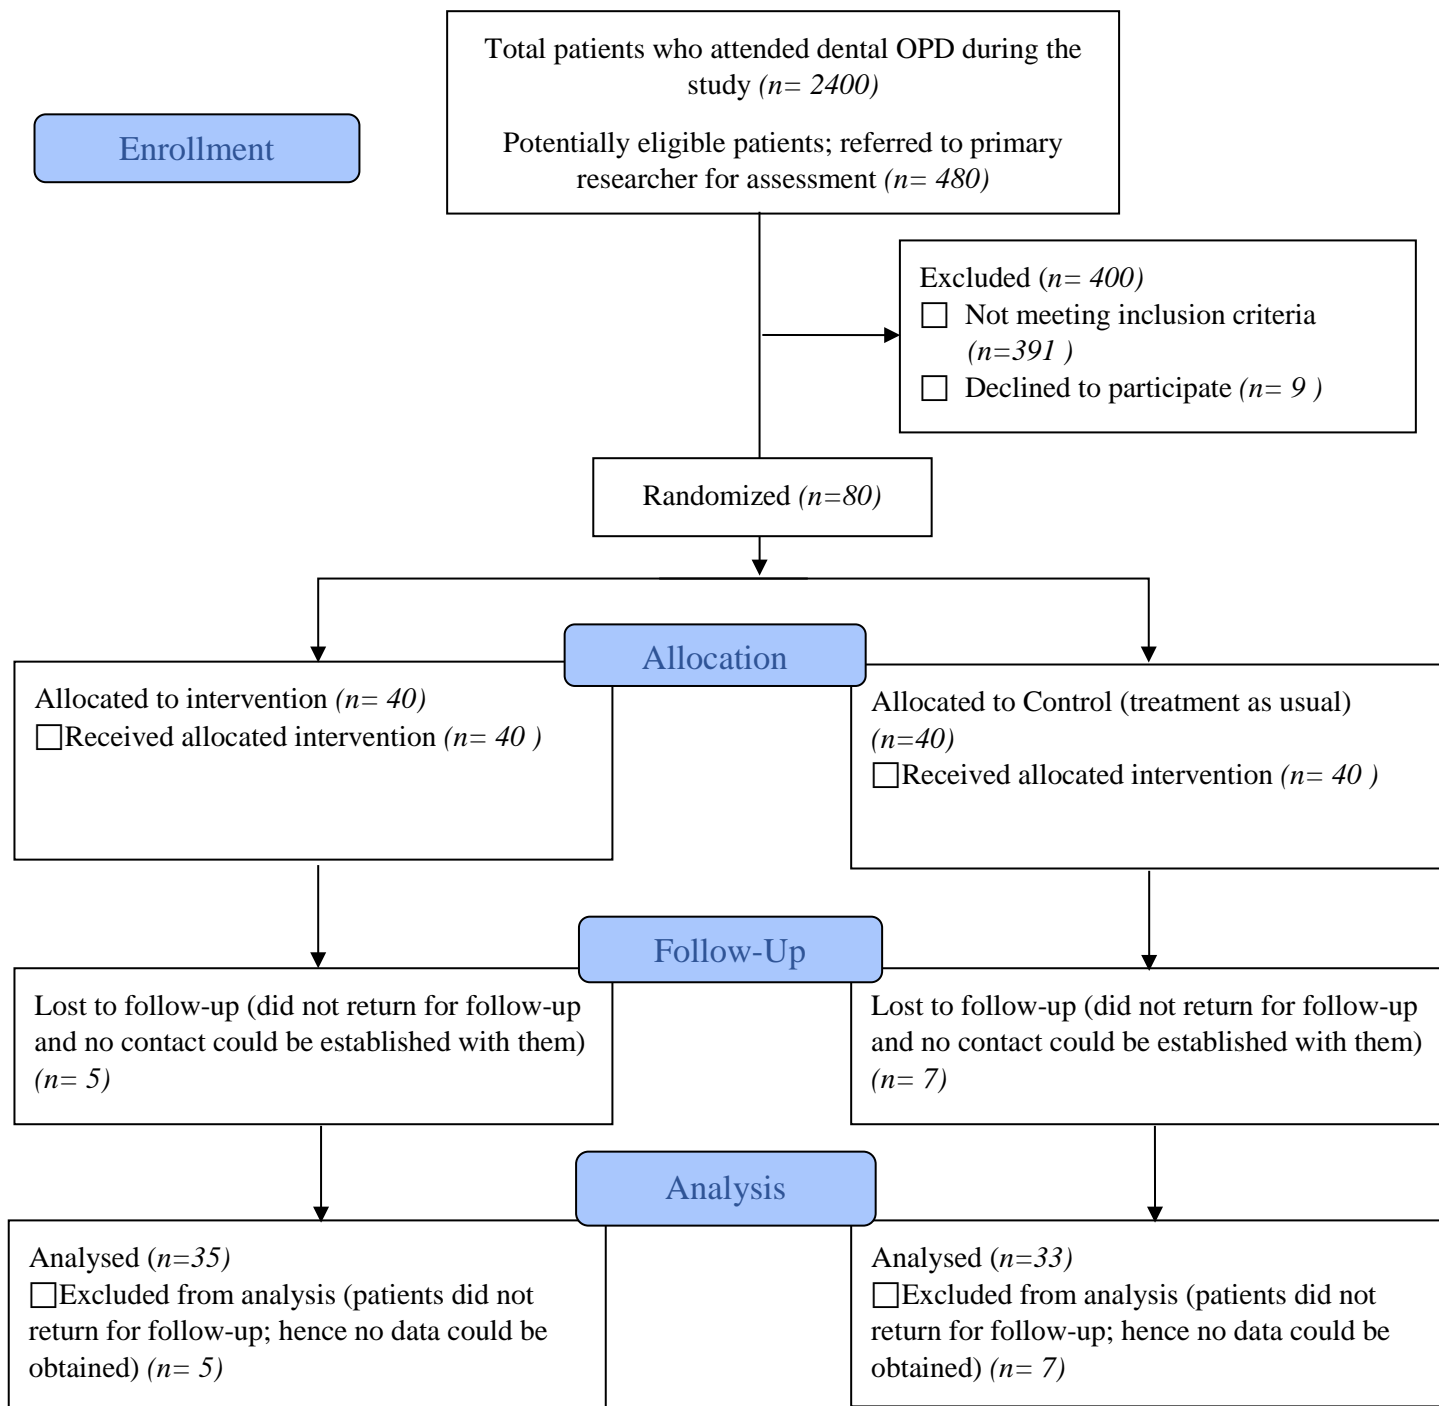 Total patients who attended dental OPD during the
study (n= 2400)
Potentially eligible patients; referred to primary
researcher for assessment (n= 480)
Enrollment
Excluded (n= 400)
☐ Not meeting inclusion criteria
(n=391 )
☐ Declined to participate (n= 9 )
Randomized (n=80)
Allocation
Allocated to intervention (n= 40)
☐Received allocated intervention (n= 40 )
Allocated to Control (treatment as usual)
(n=40)
☐Received allocated intervention (n= 40 )
Follow-Up
Lost to follow-up (did not return for follow-up
and no contact could be established with them)
(n= 5)
Lost to follow-up (did not return for follow-up
and no contact could be established with them)
(n= 7)
Analysis
Analysed (n=35)
☐Excluded from analysis (patients did not
return for follow-up; hence no data could be
obtained) (n= 5)
Analysed (n=33)
☐Excluded from analysis (patients did not
return for follow-up; hence no data could be
obtained) (n= 7)